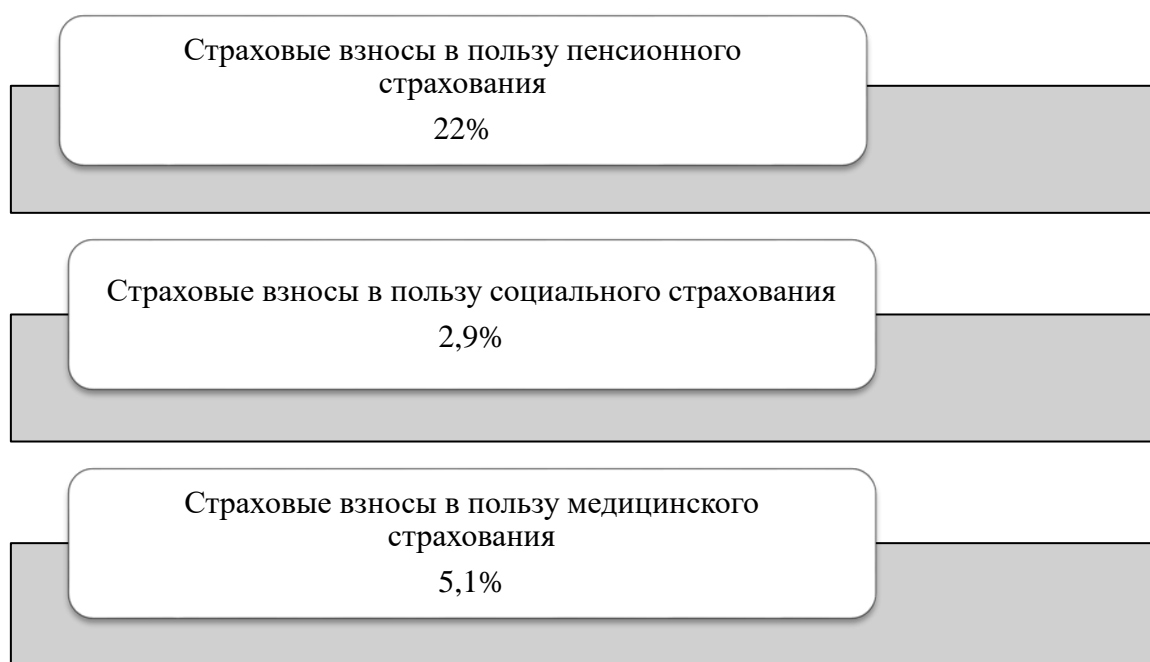 Страховые взносы в пользу пенсионного
страхования
22%
Страховые взносы в пользу социального страхования
2,9%
Страховые взносы в пользу медицинского
страхования
5,1%